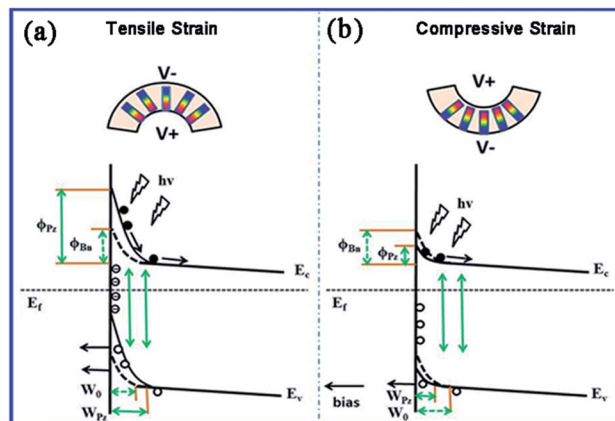 (a) Tensile Strain
V-
V+
hν
ϕPz
ϕBn
Ec
Ef
W0
WPz
Ev
(b) Compressive Strain
V+
V-
hν
ϕBn
ϕPz
Ec
Ef
bias
WPz
W0
Ev